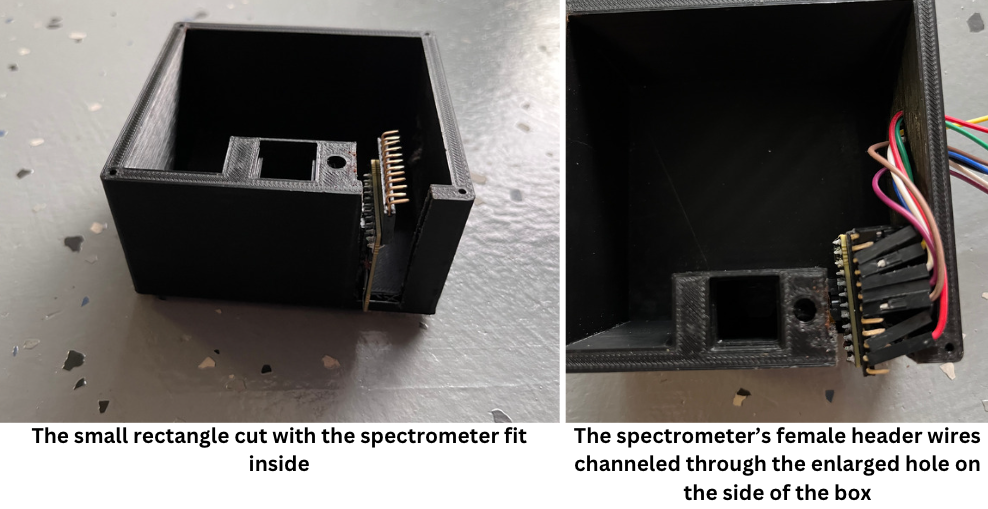 The small rectangle cut with the spectrometer fit
inside
The spectrometer’s female header wires
channeled through the enlarged hole on
the side of the box